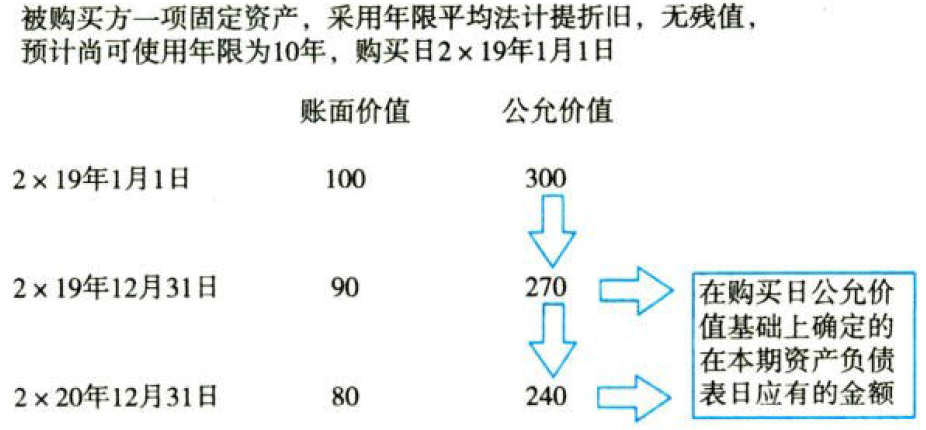 被购买方一项固定资产，采用年限平均法计提折旧，无残值，
预计尚可使用年限为10年，购买日2×19年1月1日
账面价值 公允价值
2×19年1月1日 100 300
2×19年12月31日 90 270
在购买日公允价
值基础上确定的
在本期资产负债
表日应有的金额
2×20年12月31日 80 240